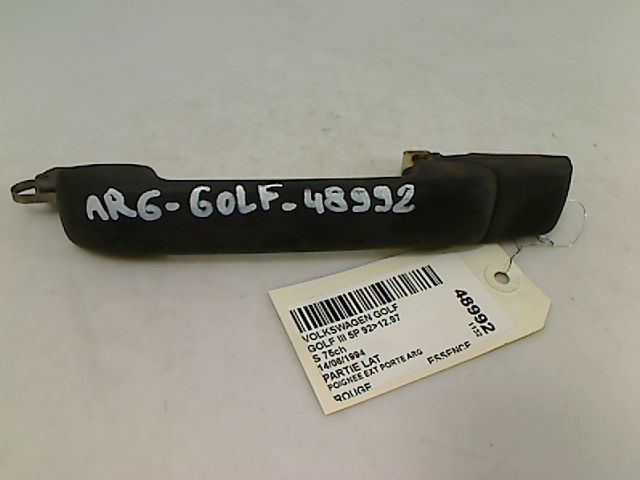 ARG-GOLF-48992
VOLKSWAGEN GOLF
GOLF III 5P 92>12.97
S 75ch
14/06/1994
PARTIE LAT
POIGNEE EXT PORTE ARG
ESSENCE
ROUGE
48992